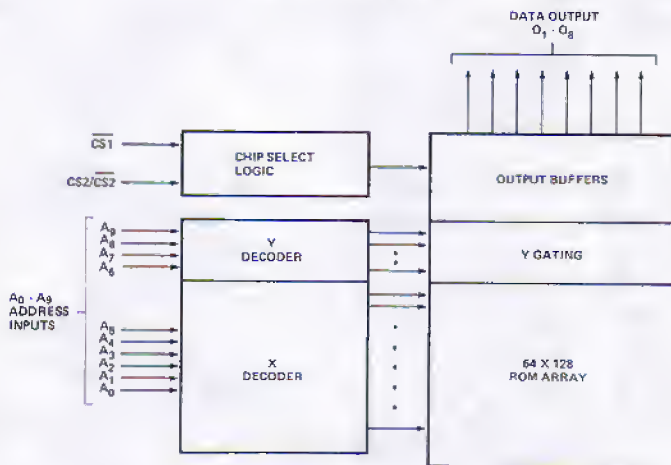 DATA OUTPUT
O1 - O8
CS1
CS2/CS2
CHIP SELECT
LOGIC
OUTPUT BUFFERS
A9
A8
A7
A6
Y
DECODER
Y GATING
A0 - A9
ADDRESS
INPUTS
A5
A4
A3
A2
A1
A0
X
DECODER
64 X 128
ROM ARRAY